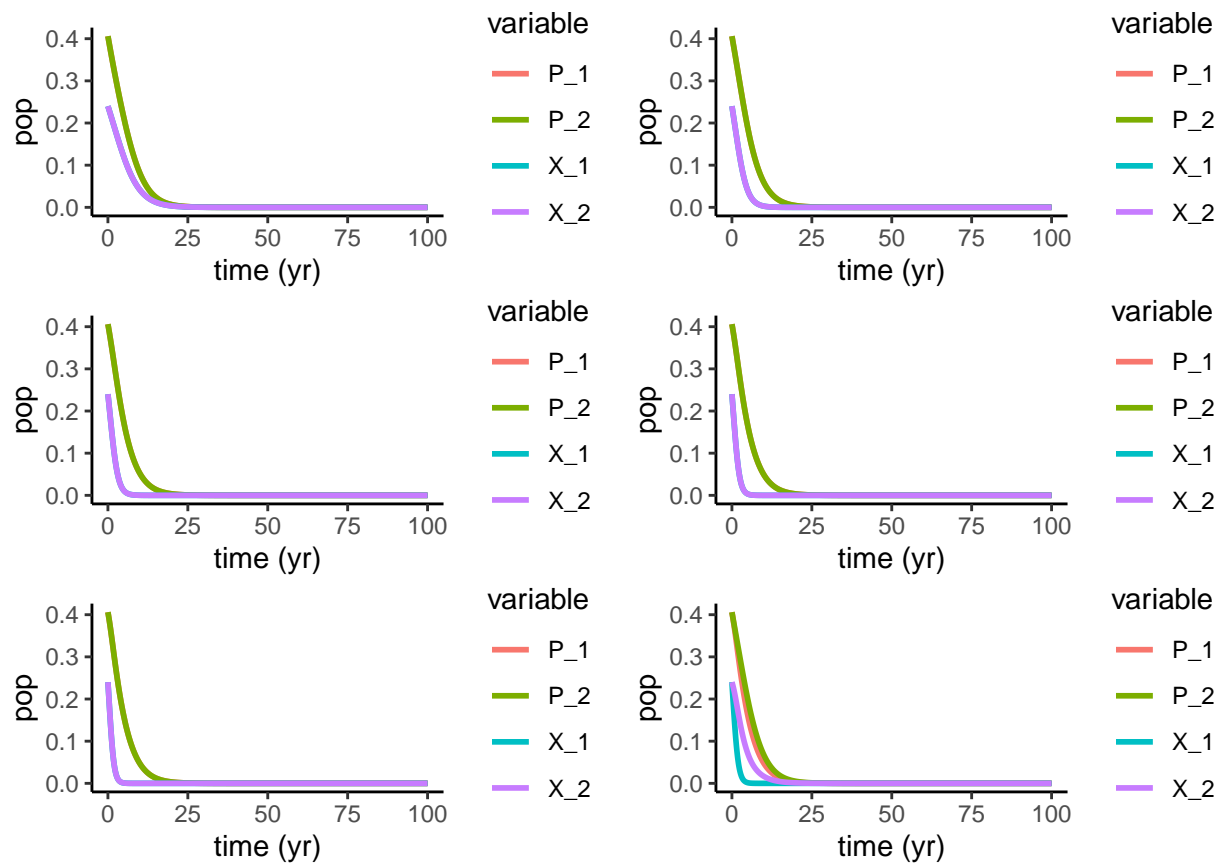 variable
0.4
0.3
0.2
0.1
0.0
pop
P_1
P_2
X_1
X_2
0 25 50 75 100
time (yr)
variable
0.4
0.3
0.2
0.1
0.0
pop
P_1
P_2
X_1
X_2
0 25 50 75 100
time (yr)
variable
0.4
0.3
0.2
0.1
0.0
pop
P_1
P_2
X_1
X_2
0 25 50 75 100
time (yr)
variable
0.4
0.3
0.2
0.1
0.0
pop
P_1
P_2
X_1
X_2
0 25 50 75 100
time (yr)
variable
0.4
0.3
0.2
0.1
0.0
pop
P_1
P_2
X_1
X_2
0 25 50 75 100
time (yr)
variable
0.4
0.3
0.2
0.1
0.0
pop
P_1
P_2
X_1
X_2
0 25 50 75 100
time (yr)